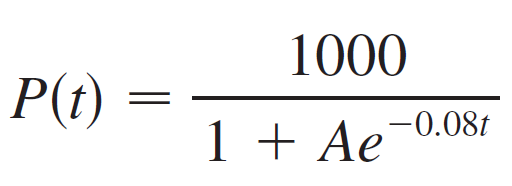 P(t) = 1000 / (1 + Ae^{-0.08t})